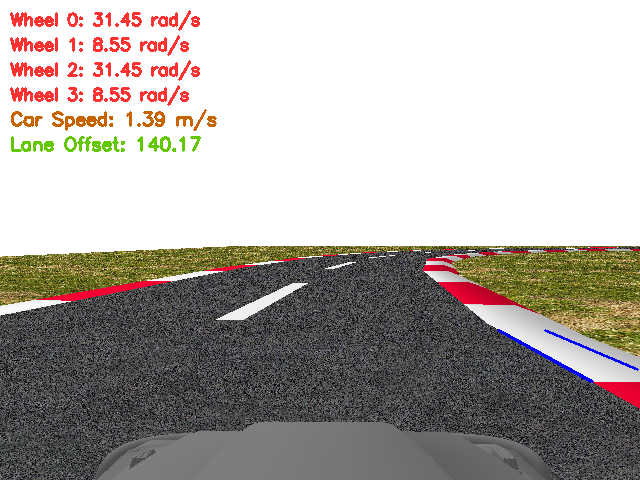 Wheel 0: 31.45 rad/s
Wheel 1: 8.55 rad/s
Wheel 2: 31.45 rad/s
Wheel 3: 8.55 rad/s
Car Speed: 1.39 m/s
Lane Offset: 140.17